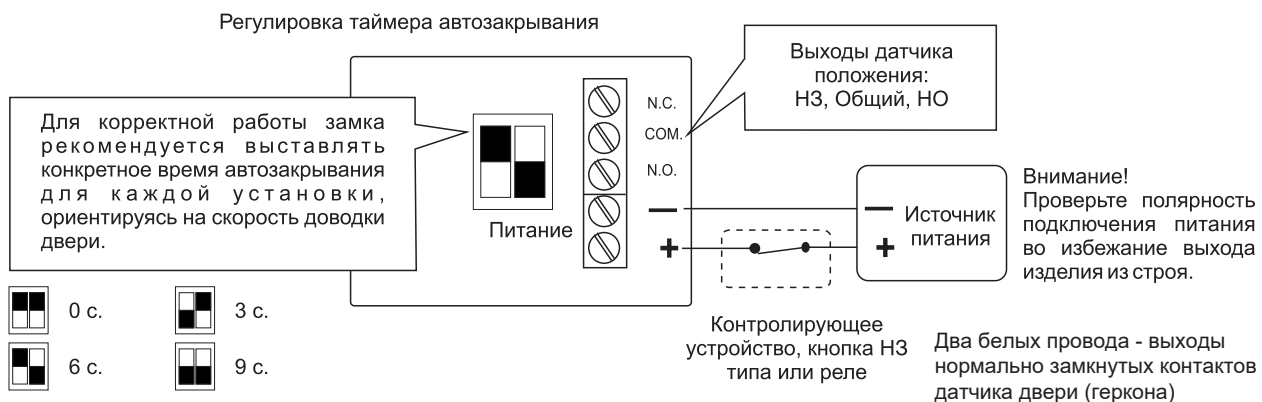 Регулировка таймера автозакрывания
Для корректной работы замка
рекомендуется выставлять
конкретное время автозакрывания
для каждой установки,
ориентируясь на скорость доводки
двери.
N.C.
COM.
N.O.
Питание
–
+
Выходы датчика
положения:
НЗ, Общий, НО
– Источник
+ питания
Внимание!
Проверьте полярность
подключения питания
во избежание выхода
изделия из строя.
0 с.
3 с.
6 с.
9 с.
Контролирующее
устройство, кнопка НЗ
типа или реле
Два белых провода - выходы
нормально замкнутых контактов
датчика двери (геркона)